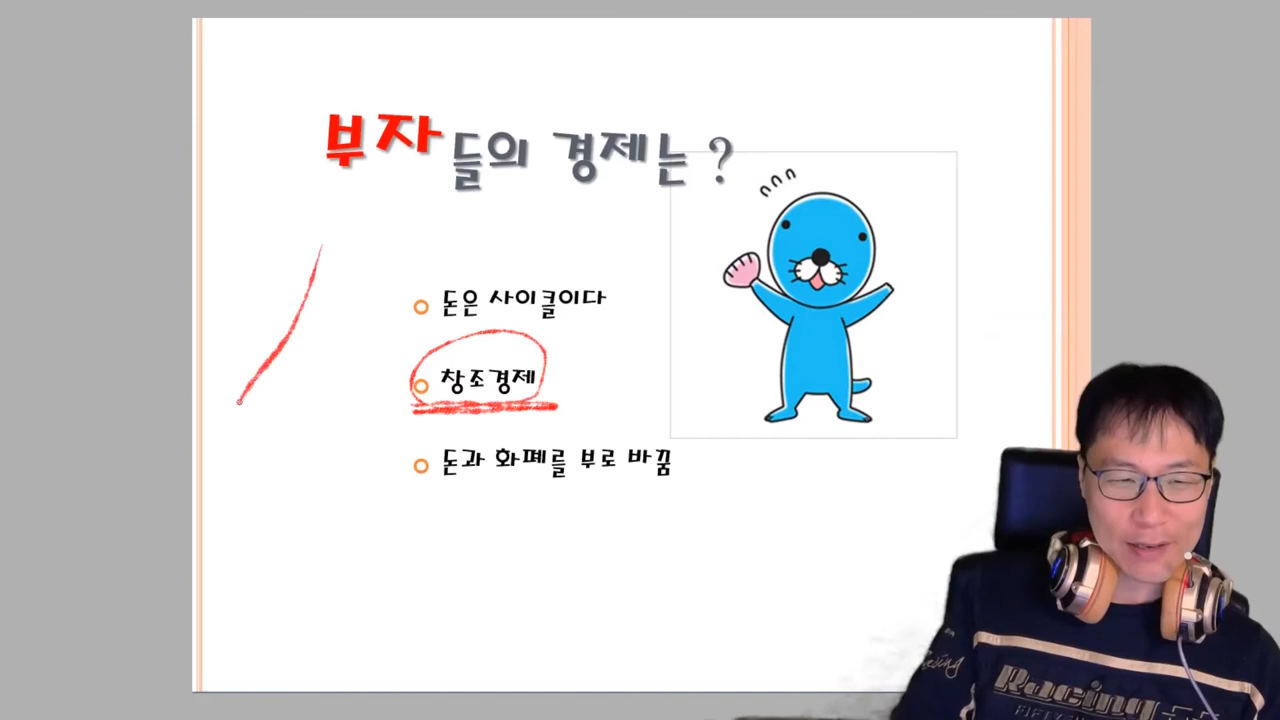 부자들의 경제는?
돈은 사이클이다
창조경제
돈과 화폐를 부로 바꿈
Racing